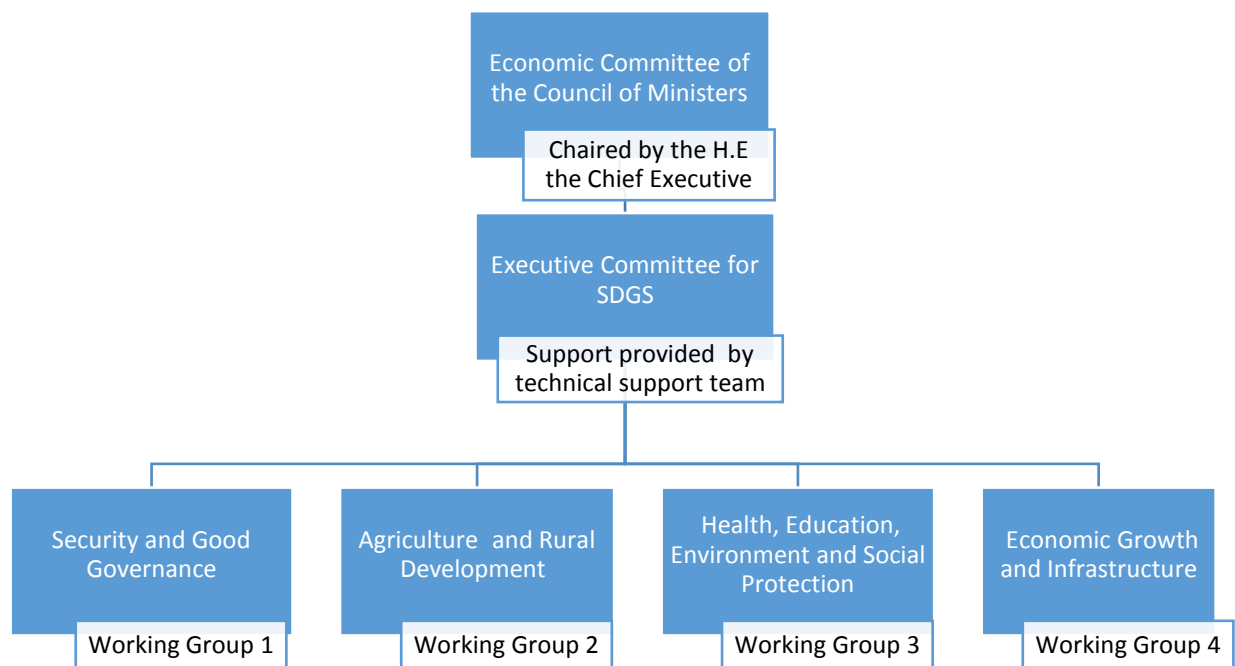 Economic Committee of
the Council of Ministers
Chaired by the H.E
the Chief Executive
Executive Committee for
SDGS
Support provided by
technical support team
Security and Good
Governance
Working Group 1
Agriculture and Rural
Development
Working Group 2
Health, Education,
Environment and Social
Protection
Working Group 3
Economic Growth
and Infrastructure
Working Group 4